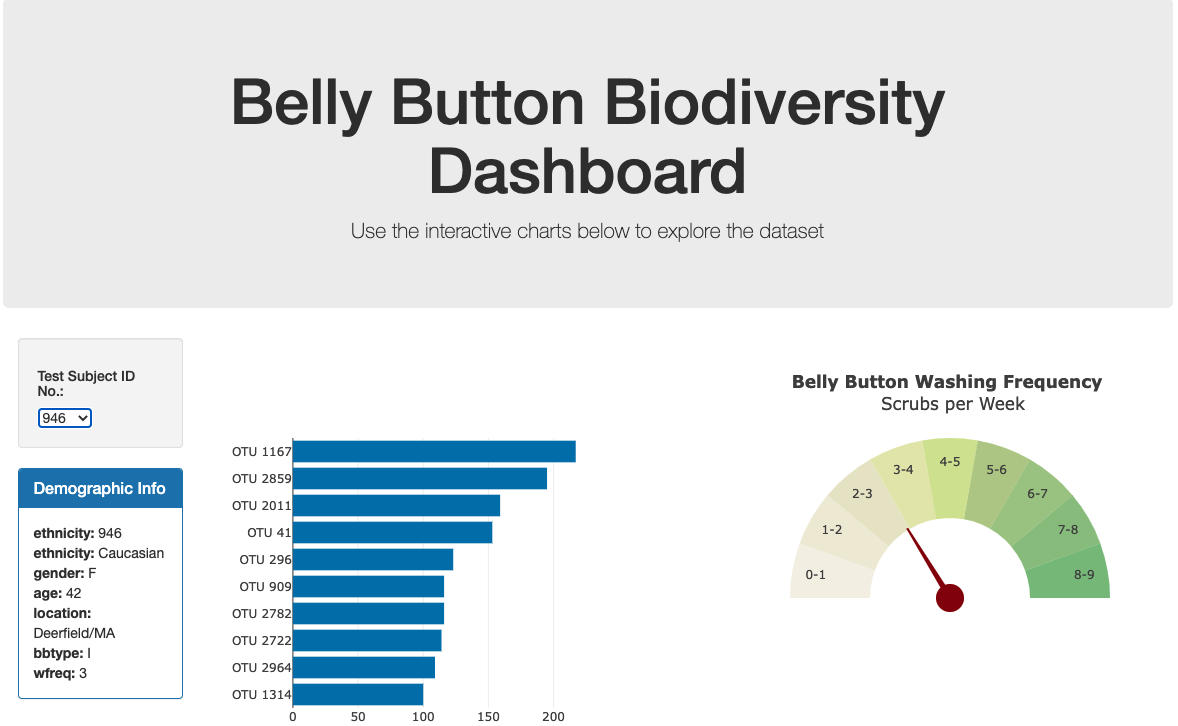 Belly Button Biodiversity
Dashboard
Use the interactive charts below to explore the dataset
Test Subject ID
No.:
946
Demographic Info
ethnicity: 946
ethnicity: Caucasian
gender: F
age: 42
location:
Deerfield/MA
bbtype: I
wfreq: 3
OTU 1167
OTU 2859
OTU 2011
OTU 41
OTU 296
OTU 909
OTU 2782
OTU 2722
OTU 2964
OTU 1314
0 50 100 150 200
Belly Button Washing Frequency
Scrubs per Week
0-1
1-2
2-3
3-4
4-5
5-6
6-7
7-8
8-9